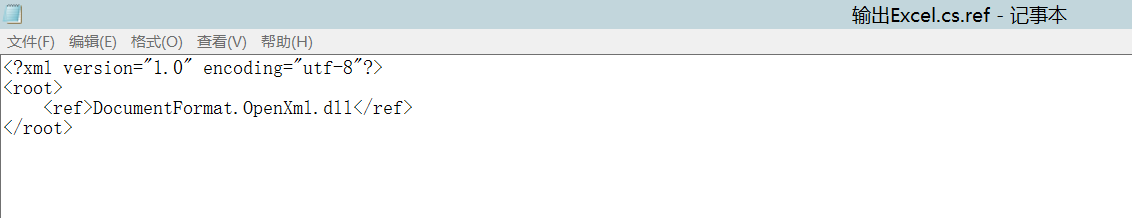 输出Excel.cs.ref - 记事本
文件(F) 编辑(E) 格式(O) 查看(V) 帮助(H)
<?xml version="1.0" encoding="utf-8"?>
<root>
    <ref>DocumentFormat.OpenXml.dll</ref>
</root>